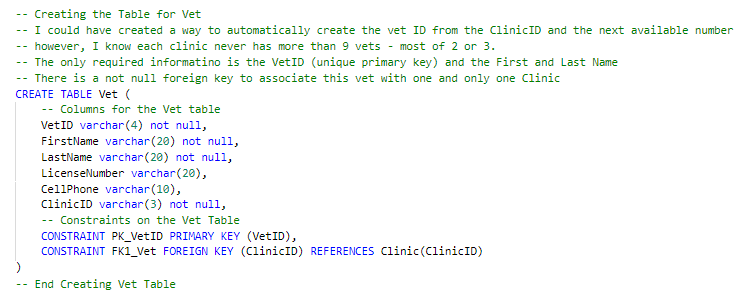 -- Creating the Table for Vet
-- I could have created a way to automatically create the vet ID from the ClinicID and the next available number
-- however, I know each clinic never has more than 9 vets - most of 2 or 3.
-- The only required informatino is the VetID (unique primary key) and the First and Last Name
-- There is a not null foreign key to associate this vet with one and only one Clinic
CREATE TABLE Vet (
    -- Columns for the Vet table
    VetID varchar(4) not null,
    FirstName varchar(20) not null,
    LastName varchar(20) not null,
    LicenseNumber varchar(20),
    CellPhone varchar(10),
    ClinicID varchar(3) not null,
    -- Constraints on the Vet Table
    CONSTRAINT PK_VetID PRIMARY KEY (VetID),
    CONSTRAINT FK1_Vet FOREIGN KEY (ClinicID) REFERENCES Clinic(ClinicID)
)
-- End Creating Vet Table